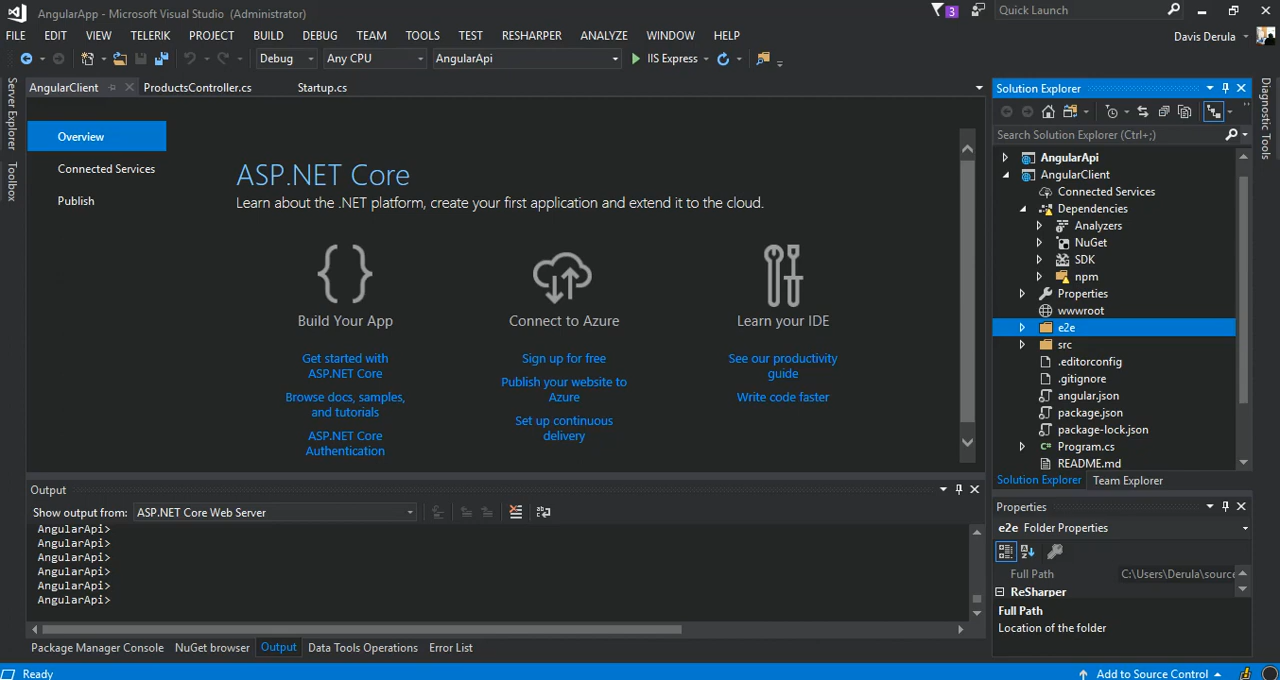 AngularApp - Microsoft Visual Studio (Administrator)
3
Quick Launch
FILE EDIT VIEW TELERIK PROJECT BUILD DEBUG TEAM TOOLS TEST RESHARPER ANALYZE WINDOW HELP
Davis Derula
Debug Any CPU AngularApi IIS Express
Server Explorer
Toolbox
AngularClient ProductsController.cs Startup.cs
Overview
Connected Services
Publish
ASP.NET Core
Learn about the .NET platform, create your first application and extend it to the cloud.
Build Your App
Get started with
ASP.NET Core
Browse docs, samples,
and tutorials
ASP.NET Core
Authentication
Connect to Azure
Sign up for free
Publish your website to
Azure
Set up continuous
delivery
Learn your IDE
See our productivity
guide
Write code faster
Solution Explorer
Search Solution Explorer (Ctrl+;)
AngularApi
AngularClient
Connected Services
Dependencies
Analyzers
NuGet
SDK
npm
Properties
wwwroot
e2e
src
.editorconfig
.gitignore
angular.json
package.json
package-lock.json
C# Program.cs
README.md
Solution Explorer Team Explorer
Diagnostic Tools
Output
Show output from: ASP.NET Core Web Server
AngularApi>
AngularApi>
AngularApi>
AngularApi>
AngularApi>
AngularApi>
Package Manager Console NuGet browser Output Data Tools Operations Error List
Properties
e2e Folder Properties
Full Path C:\Users\Derula\source
ReSharper
Full Path
Location of the folder
Ready
Add to Source Control